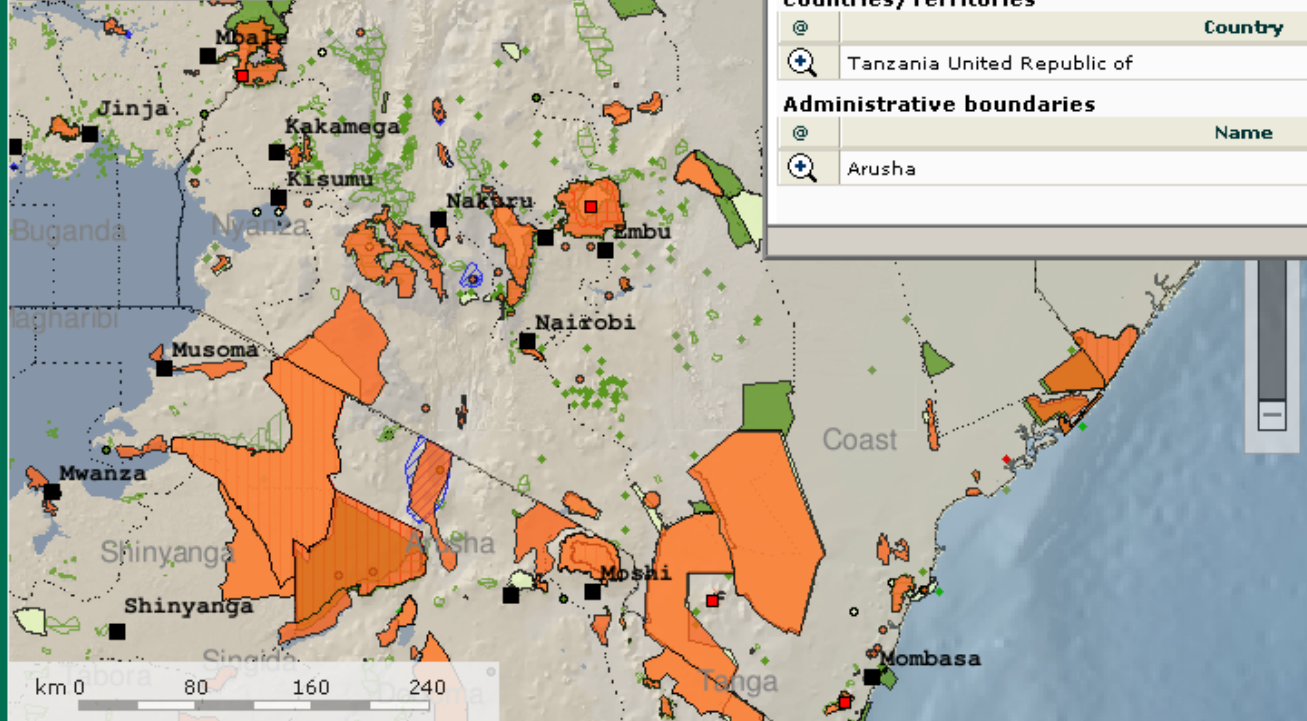 Countries/Territories
@ Country
Tanzania United Republic of
Administrative boundaries
@ Name
Arusha
Mbale
Jinja
Kakamega
Kisumu
Nakuru
Buganda
Nyanza
Embu
Nairobi
Musoma
Coast
Mwanza
Shinyanga
Arusha
Moshi
Shinyanga
Singida
Mombasa
Tabora
Tanga
km 0 80 160 240